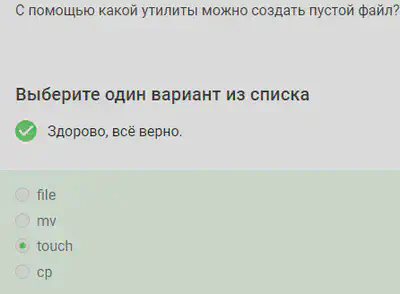 С помощью какой утилиты можно создать пустой файл?
Выберите один вариант из списка
Здорово, всё верно.
file
mv
touch
cp